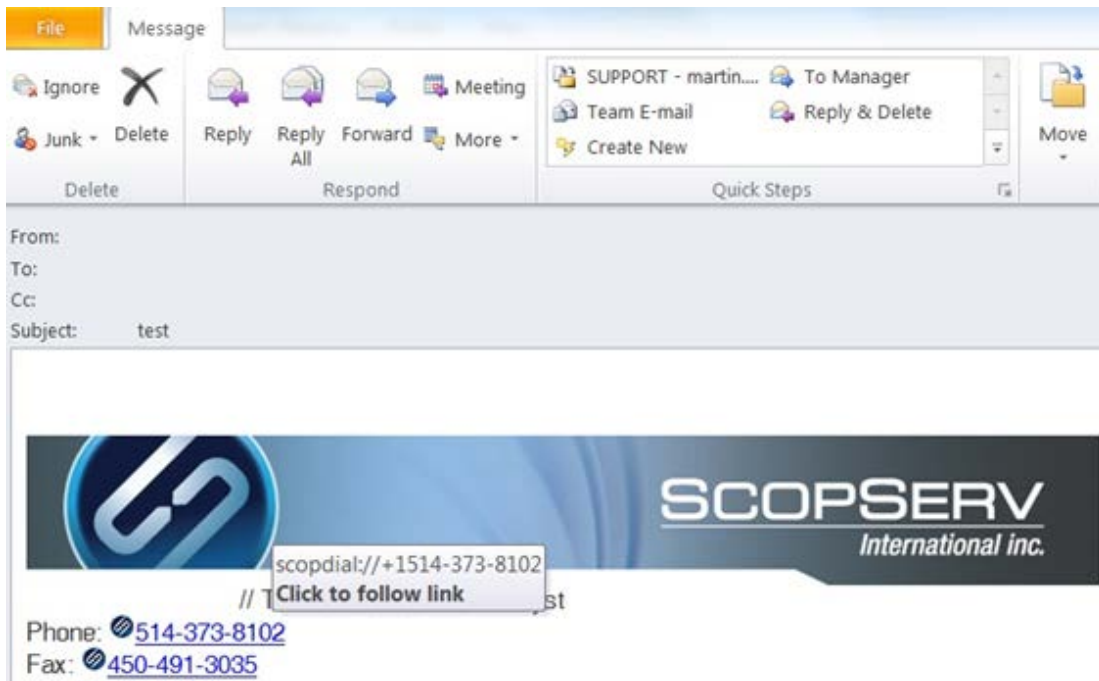 File Message
Ignore
Junk
Delete
Reply
Reply All
Forward
Meeting
More
SUPPORT - martin.... To Manager
Team E-mail Reply & Delete
Create New
Move
Delete Respond Quick Steps
From:
To:
Cc:
Subject: test
SCOPSERV
International inc.
scopdial://+1514-373-8102
Click to follow link
// T yst
Phone: 514-373-8102
Fax: 450-491-3035